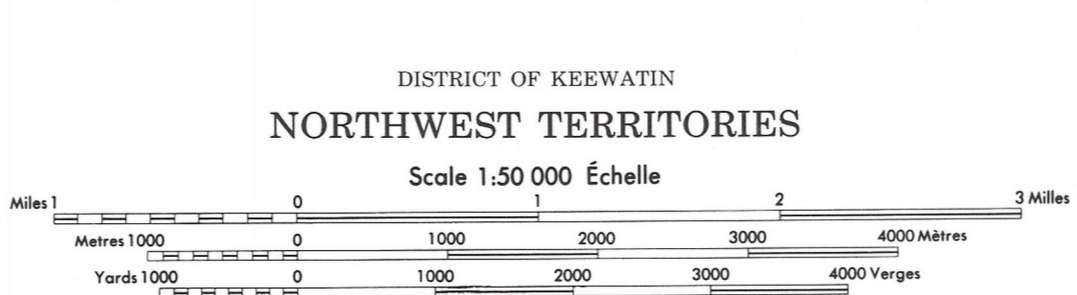 DISTRICT OF KEEWATIN
NORTHWEST TERRITORIES
Scale 1:50 000 Échelle
Miles 1 0 1 2 3 Milles
Metres 1000 0 1000 2000 3000 4000 Mètres
Yards 1000 0 1000 2000 3000 4000 Verges